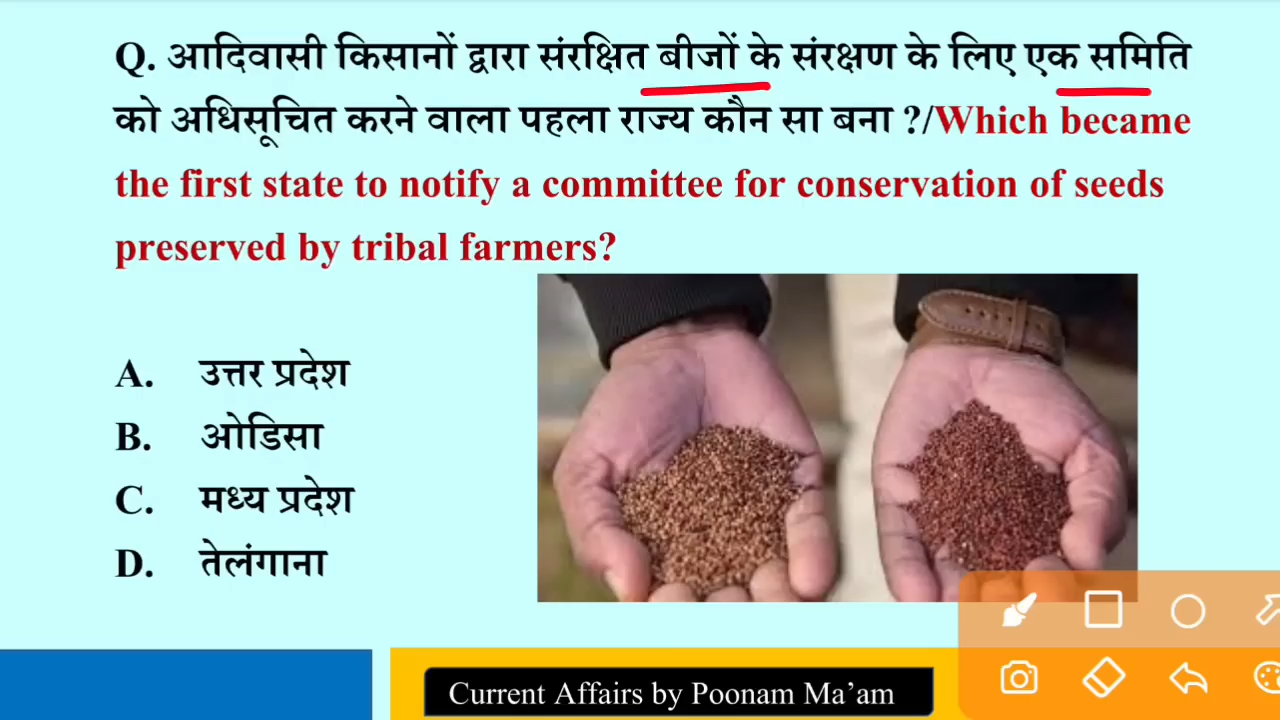 Q. आदिवासी किसानों द्वारा संरक्षित बीजों के संरक्षण के लिए एक समिति
को अधिसूचित करने वाला पहला राज्य कौन सा बना ?/Which became
the first state to notify a committee for conservation of seeds
preserved by tribal farmers?
A. उत्तर प्रदेश
B. ओडिसा
C. मध्य प्रदेश
D. तेलंगाना
Current Affairs by Poonam Ma’am